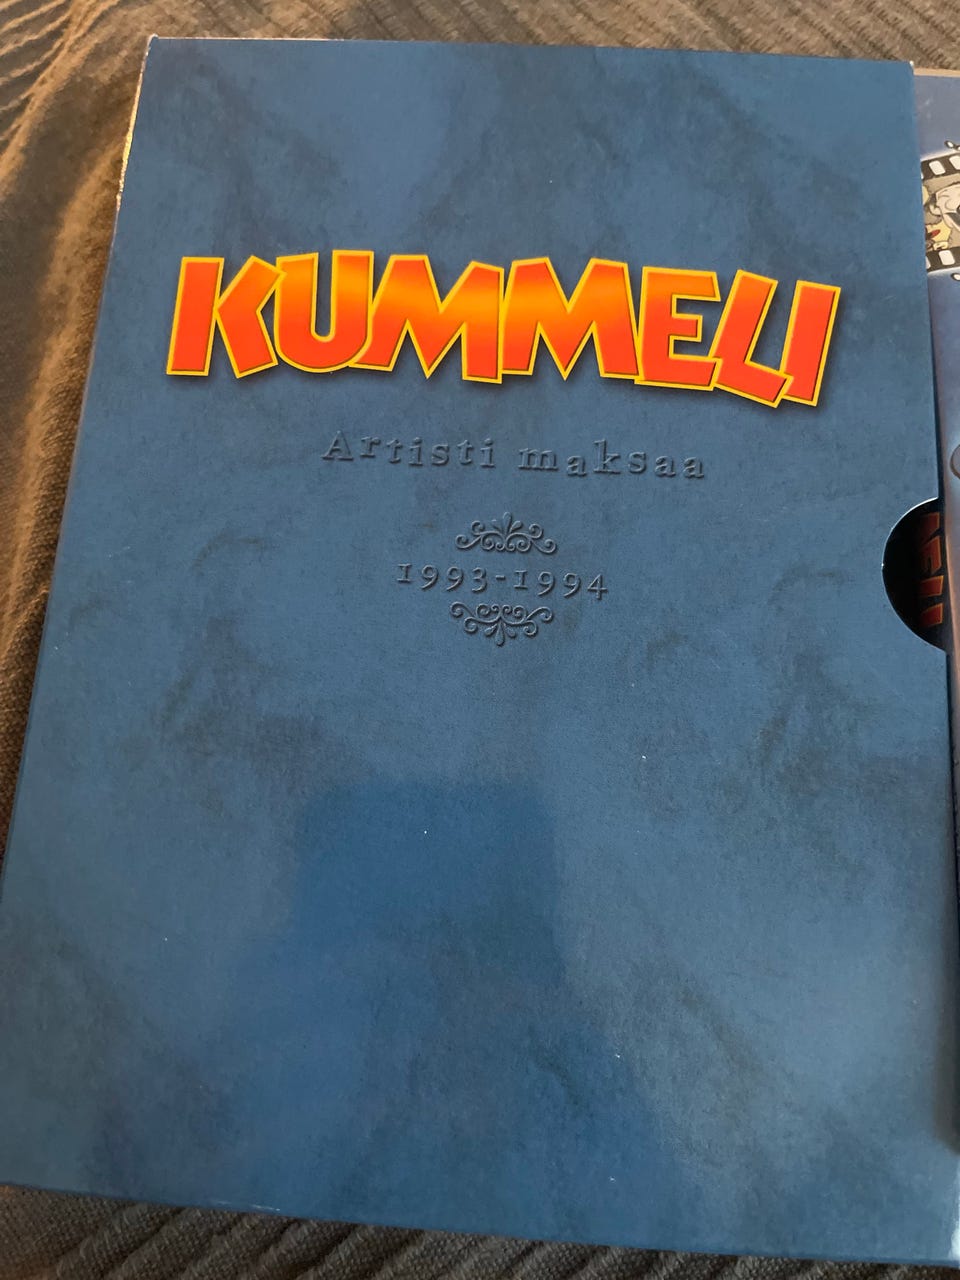 KUMMELI
Artisti maksaa
1993-1994